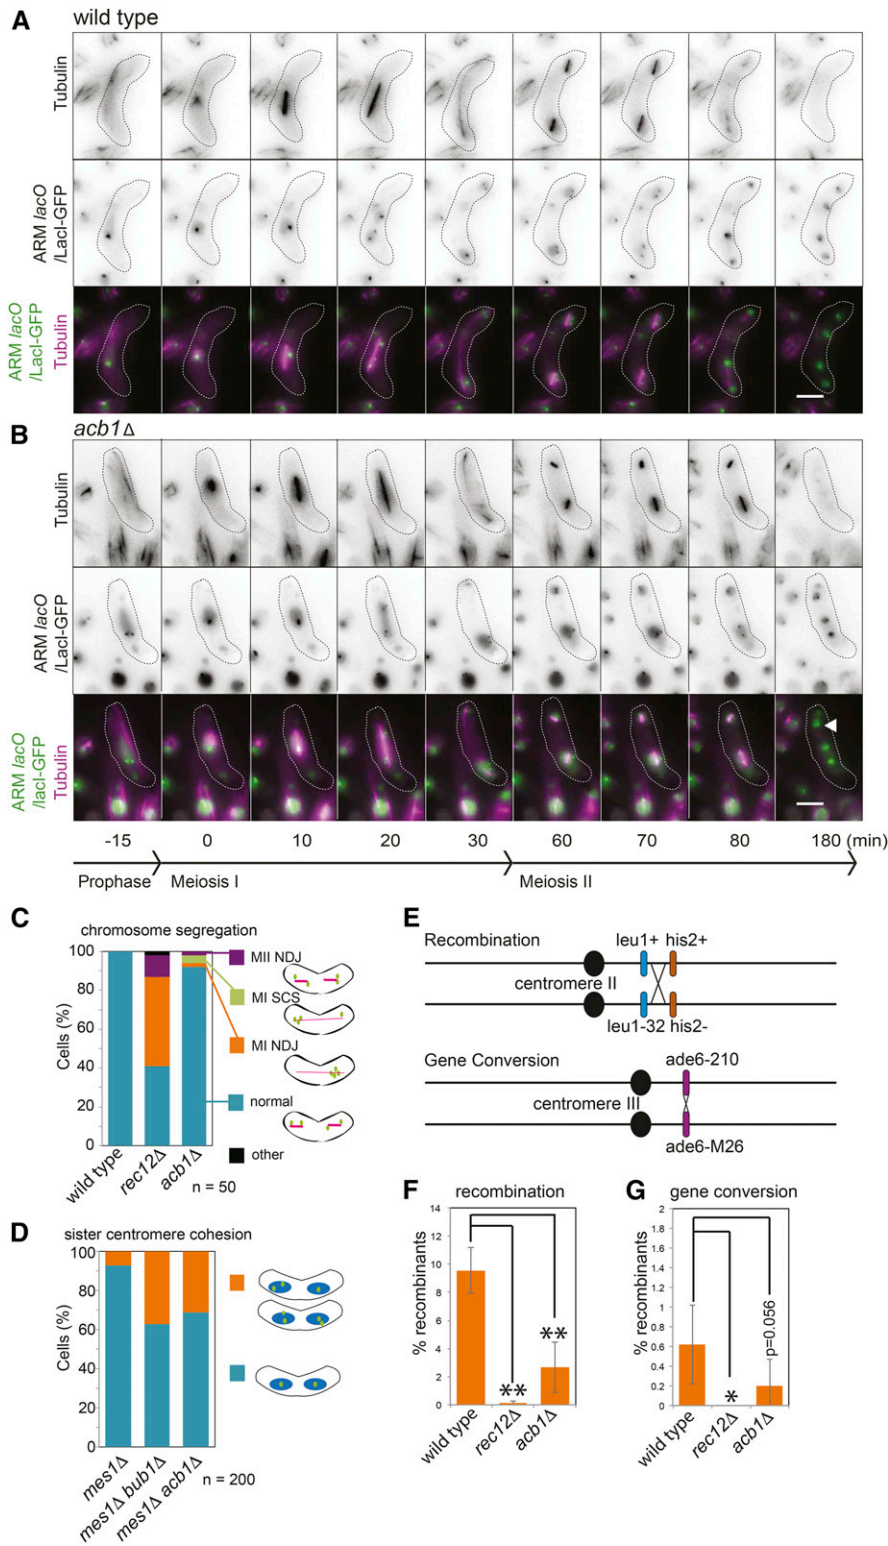 A wild type
Tubulin
ARM lacO
/LacI-GFP
ARM lacO
/LacI-GFP
Tubulin
B acb1Δ
Tubulin
ARM lacO
/LacI-GFP
ARM lacO
/lacI-GFP
Tubulin
-15 0 10 20 30 60 70 80 180 (min)
Prophase Meiosis I Meiosis II
C
chromosome segregation
100
80
60
40
20
0
Cells (%)
MII NDJ
MI SCS
MI NDJ
normal
other
wild type
rec12Δ
acb1Δ
n = 50
D
sister centromere cohesion
100
80
60
40
20
0
Cells (%)
mes1Δ
mes1Δ bub1Δ
mes1Δ acb1Δ
n = 200
E
Recombination
leu1+ his2+
centromere II
leu1-32 his2-
Gene Conversion
ade6-210
centromere III
ade6-M26
F recombination
14
12
10
8
6
4
2
0
% recombinants
**
**
wild type
rec12Δ
acb1Δ
G gene conversion
2
1.8
1.6
1.4
1.2
1
0.8
0.6
0.4
0.2
0
% recombinants
*
p=0.056
wild type
rec12Δ
acb1Δ